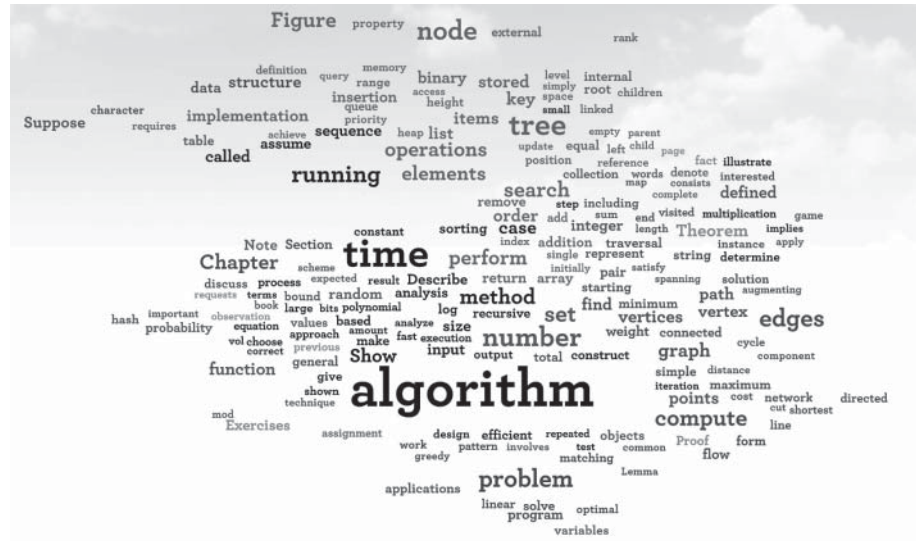 Figure property node external rank
definition query memory binary stored level internal
data structure range access key simply root children
insertion height space
character queue small linked
Suppose requires implementation priority items tree
table achieve sequence heap list empty parent
called assume operations update equal left child page
position reference fact illustrate
running elements collection words denote interested
search map consists complete defined
remove step including
order add sum end visited multiplication game
constant sorting case integer length Theorem implies
Note Section time index addition traversal instance apply
Chapter perform single represent string determine
scheme initially pair satisfy
discuss process expected result Describe return array starting spanning solution
requests terms bound random analysis method find minimum path augmenting
book large bits polynomial log recursive set vertices vertex edges
hash important observation
probability equation values based analyze size number weight connected
approach amount fast execution
vol choose make input output total construct graph cycle
correct previous Show component
function general simple distance
give algorithm iteration maximum
shown points cost network directed
technique cut shortest
mod compute line
Exercises assignment design efficient repeated objects Proof form
work pattern involves test common flow
greedy matching
problem Lemma
applications
linear solve
program optimal
variables